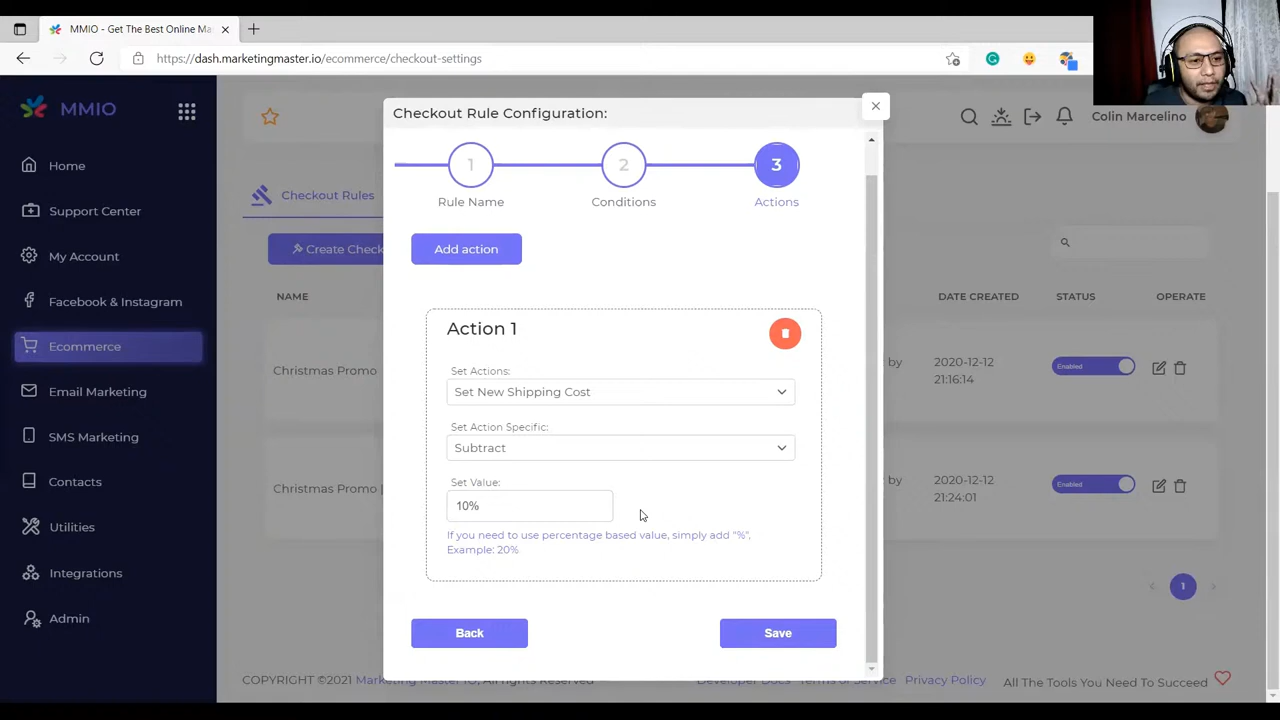 MMIO - Get The Best Online Ma
https://dash.marketingmaster.io/ecommerce/checkout-settings
MMIO
Home
Support Center
My Account
Facebook & Instagram
Ecommerce
Email Marketing
SMS Marketing
Contacts
Utilities
Integrations
Admin
Colin Marcelino
Checkout Rules
Create Check
NAME
DATE CREATED
STATUS
OPERATE
Christmas Promo
by
2020-12-12
21:16:14
Enabled
Christmas Promo |
by
2020-12-12
21:24:01
Enabled
1
Checkout Rule Configuration:
1
2
3
Rule Name
Conditions
Actions
Add action
Action 1
Set Actions:
Set New Shipping Cost
Set Action Specific:
Subtract
Set Value:
10%
If you need to use percentage based value, simply add "%".
Example: 20%
Back
Save
COPYRIGHT ©2021 Marketing Master IO, All Rights Reserved
Developer Docs Terms of Service Privacy Policy
All The Tools You Need To Succeed